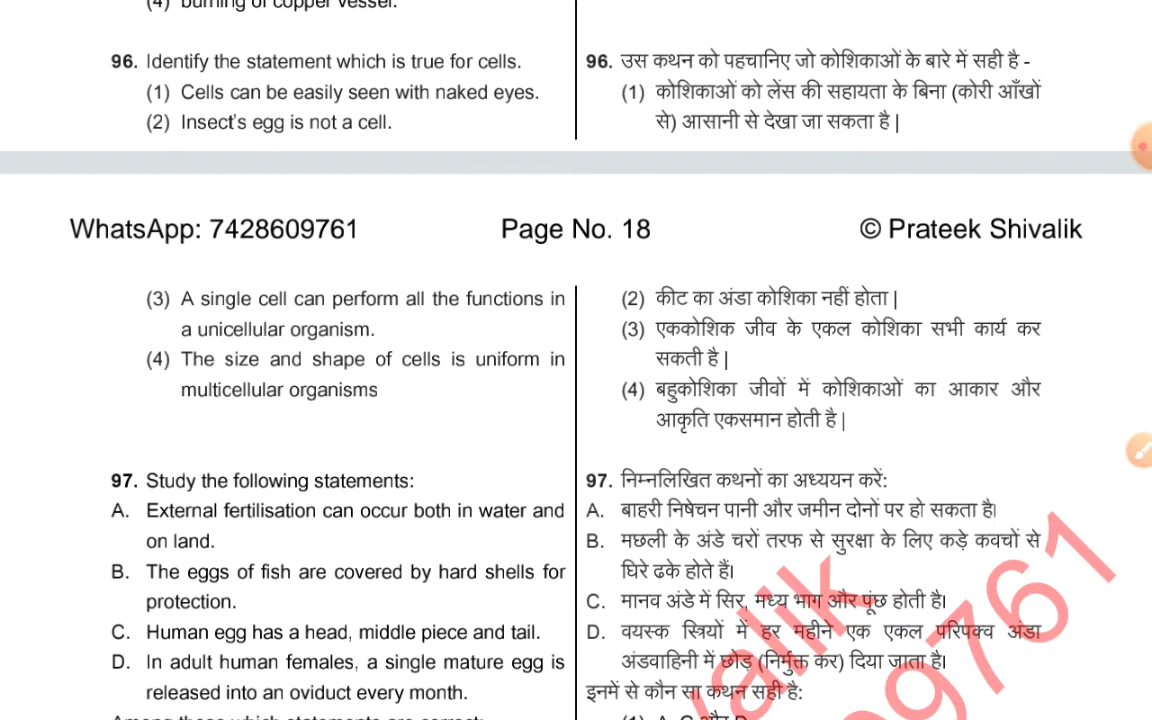 (4) burning of copper vessel.
96. Identify the statement which is true for cells.
(1) Cells can be easily seen with naked eyes.
(2) Insect's egg is not a cell.
96. उस कथन को पहचानिए जो कोशिकाओं के बारे में सही है -
(1) कोशिकाओं को लेंस की सहायता के बिना (कोरी आँखों
से) आसानी से देखा जा सकता है |
WhatsApp: 7428609761
Page No. 18
© Prateek Shivalik
(3) A single cell can perform all the functions in
a unicellular organism.
(4) The size and shape of cells is uniform in
multicellular organisms
(2) कीट का अंडा कोशिका नहीं होता |
(3) एककोशिक जीव के एकल कोशिका सभी कार्य कर
सकती है |
(4) बहुकोशिका जीवों में कोशिकाओं का आकार और
आकृति एकसमान होती है |
97. Study the following statements:
A. External fertilisation can occur both in water and
on land.
B. The eggs of fish are covered by hard shells for
protection.
C. Human egg has a head, middle piece and tail.
D. In adult human females, a single mature egg is
released into an oviduct every month.
97. निम्नलिखित कथनों का अध्ययन करें:
A. बाहरी निषेचन पानी और जमीन दोनों पर हो सकता है।
B. मछली के अंडे चरों तरफ से सुरक्षा के लिए कड़े कवचों से
घिरे ढके होते हैं।
C. मानव अंडे में सिर, मध्य भाग और पूंछ होती है।
D. वयस्क स्त्रियों में हर महीने एक एकल परिपक्व अंडा
अंडवाहिनी में छोड़ (निर्मुक्त कर) दिया जाता है।
इनमें से कौन सा कथन सही है:
alik
09761